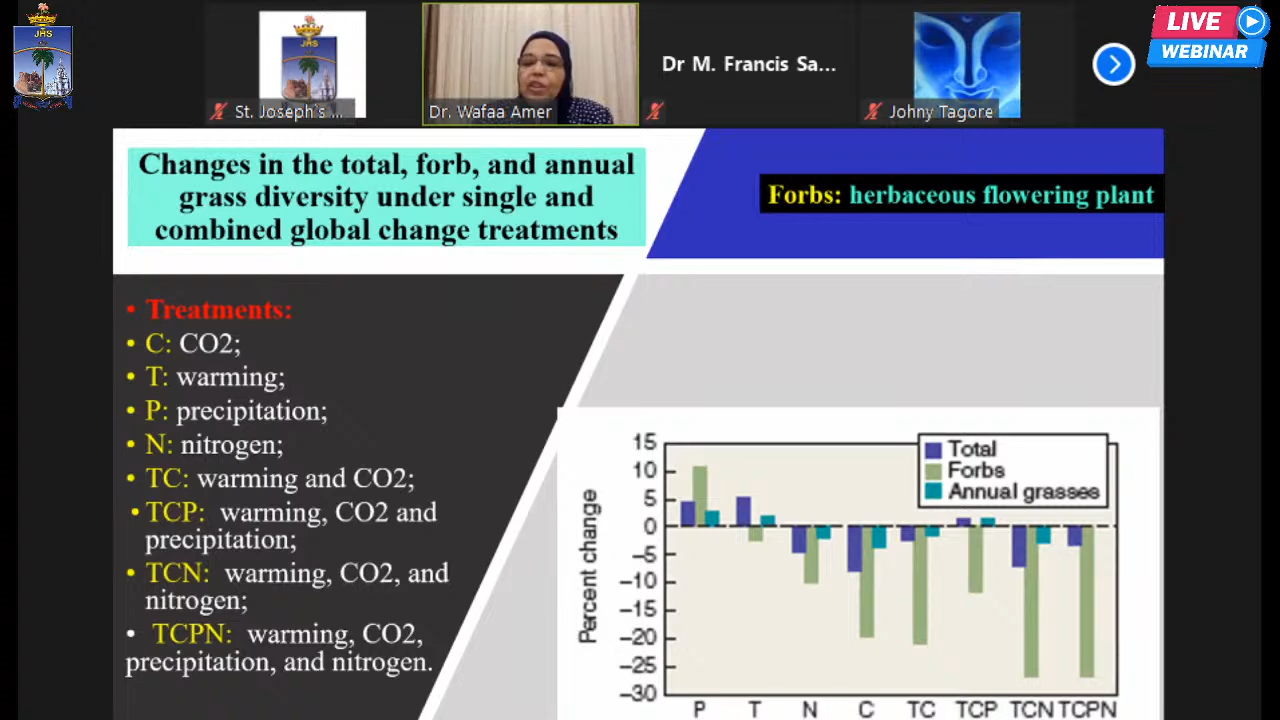 JHS
JHS
LIVE
WEBINAR
St. Joseph's ...
Dr. Wafaa Amer
Dr M. Francis Sa...
Johny Tagore
Changes in the total, forb, and annual
grass diversity under single and
combined global change treatments
Forbs: herbaceous flowering plant
• Treatments:
• C: CO2;
• T: warming;
• P: precipitation;
• N: nitrogen;
• TC: warming and CO2;
• TCP: warming, CO2 and
precipitation;
• TCN: warming, CO2, and
nitrogen;
• TCPN: warming, CO2,
precipitation, and nitrogen.
Percent change
15
10
5
0
−5
−10
−15
−20
−25
−30
Total
Forbs
Annual grasses
P T N C TC TCP TCN TCPN